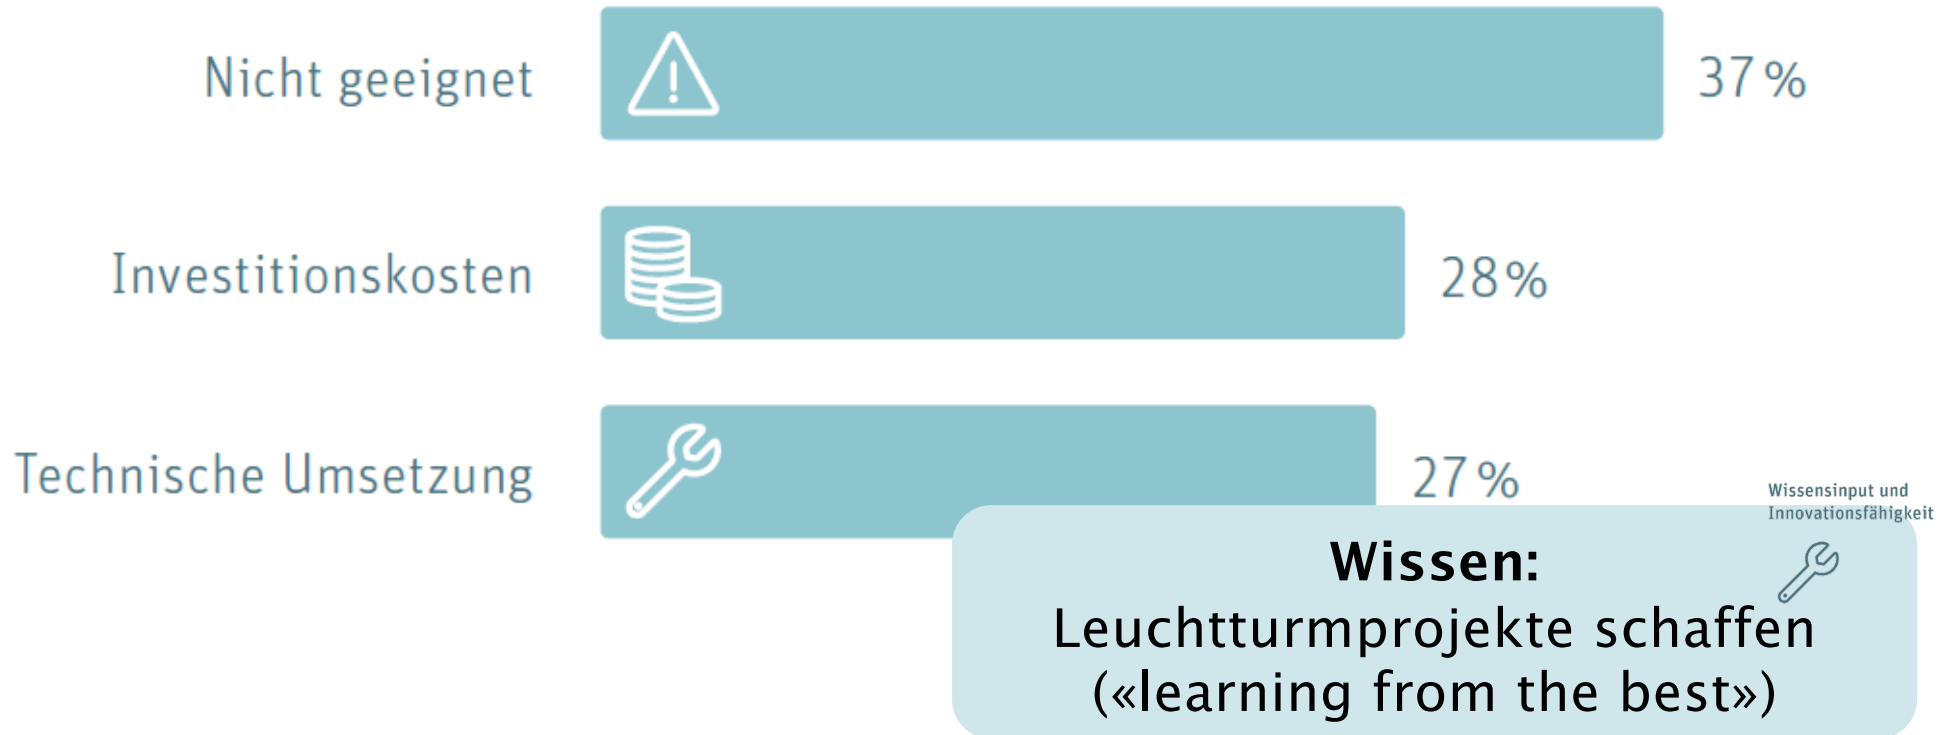 Nicht geeignet
37 %
Investitionskosten
28 %
Technische Umsetzung
27 %
Wissensinput und
Innovationsfähigkeit
Wissen:
Leuchtturmprojekte schaffen
(«learning from the best»)